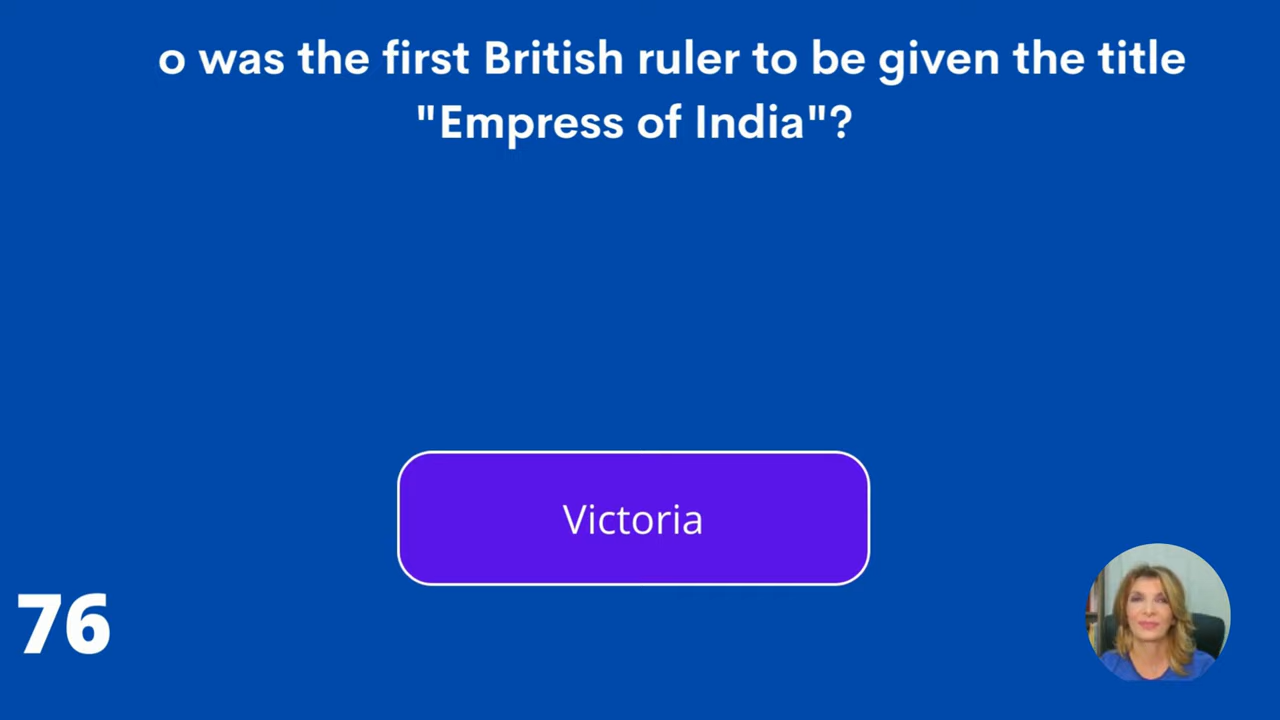 o was the first British ruler to be given the title
"Empress of India"?
Victoria
76